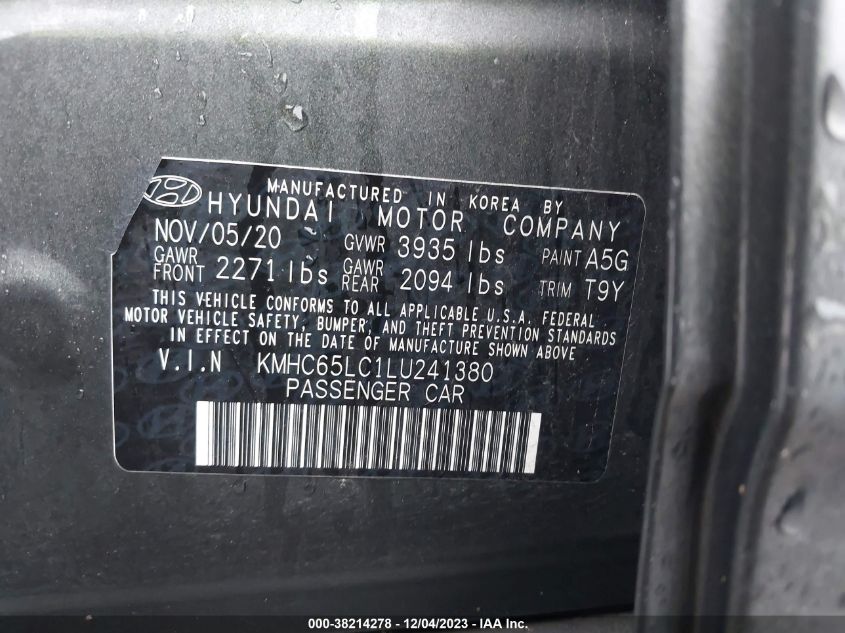 MANUFACTURED IN KOREA BY
HYUNDAI MOTOR COMPANY
NOV/05/20 GVWR 3935 lbs PAINT A5G
GAWR FRONT 2271 lbs GAWR REAR 2094 lbs TRIM T9Y
THIS VEHICLE CONFORMS TO ALL APPLICABLE U.S.A. FEDERAL
MOTOR VEHICLE SAFETY, BUMPER, AND THEFT PREVENTION STANDARDS
IN EFFECT ON THE DATE OF MANUFACTURE SHOWN ABOVE
V.I.N KMHC65LC1LU241380
PASSENGER CAR
000-38214278 - 12/04/2023 - IAA Inc.